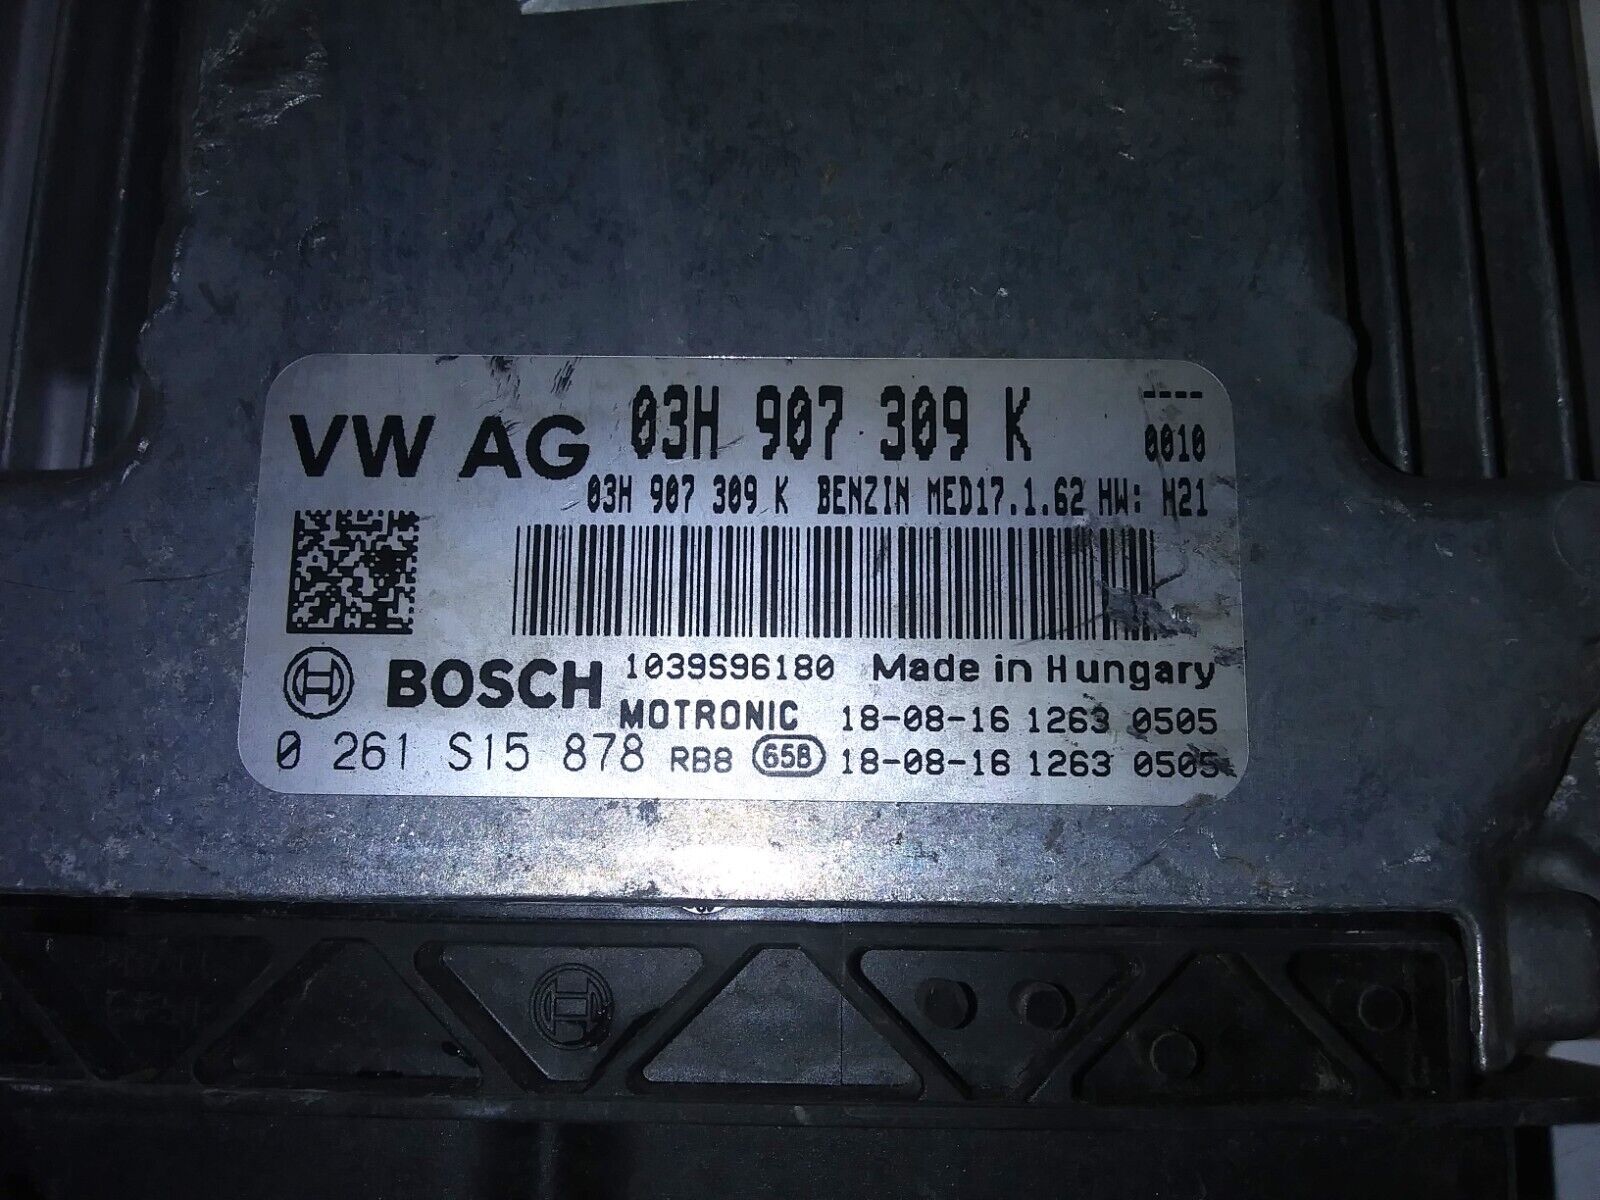 VW AG 03H 907 309 K ----
0010
03H 907 309 K BENZIN MED17.1.62 HW: H21
BOSCH 1039S96180 Made in Hungary
MOTRONIC 18-08-16 1263 0505
0 261 S15 878 RB8 65B 18-08-16 1263 0505